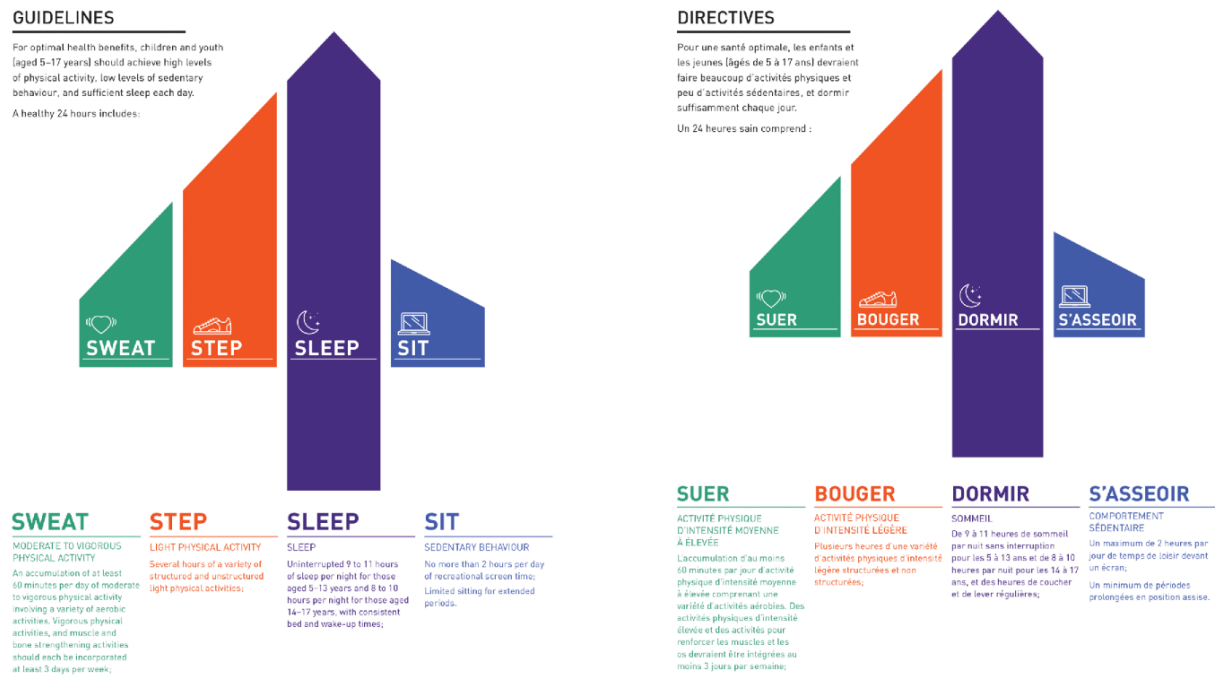 GUIDELINES
For optimal health benefits, children and youth
(aged 5–17 years) should achieve high levels
of physical activity, low levels of sedentary
behaviour, and sufficient sleep each day.
A healthy 24 hours includes:
SWEAT
STEP
SLEEP
SIT
SWEAT
MODERATE TO VIGOROUS
PHYSICAL ACTIVITY
An accumulation of at least
60 minutes per day of moderate
to vigorous physical activity
involving a variety of aerobic
activities. Vigorous physical
activities, and muscle and
bone strengthening activities
should each be incorporated
at least 3 days per week;
STEP
LIGHT PHYSICAL ACTIVITY
Several hours of a variety of
structured and unstructured
light physical activities;
SLEEP
SLEEP
Uninterrupted 9 to 11 hours
of sleep per night for those
aged 5–13 years and 8 to 10
hours per night for those aged
14–17 years, with consistent
bed and wake-up times;
SIT
SEDENTARY BEHAVIOUR
No more than 2 hours per day
of recreational screen time;
Limited sitting for extended
periods.
DIRECTIVES
Pour une santé optimale, les enfants et
les jeunes (âgés de 5 à 17 ans) devraient
faire beaucoup d'activités physiques et
peu d'activités sédentaires, et dormir
suffisamment chaque jour.
Un 24 heures sain comprend :
SUER
BOUGER
DORMIR
S'ASSEOIR
SUER
ACTIVITÉ PHYSIQUE
D'INTENSITÉ MOYENNE
À ÉLEVÉE
L'accumulation d'au moins
60 minutes par jour d'activité
physique d'intensité moyenne
à élevée comprenant une
variété d'activités aérobies. Des
activités physiques d'intensité
élevée et des activités pour
renforcer les muscles et les
os devraient être intégrées au
moins 3 jours par semaine;
BOUGER
ACTIVITÉ PHYSIQUE
D'INTENSITÉ LÉGÈRE
Plusieurs heures d'une variété
d'activités physiques d'intensité
légère structurées et non
structurées;
DORMIR
SOMMEIL
De 9 à 11 heures de sommeil
par nuit sans interruption
pour les 5 à 13 ans et de 8 à 10
heures par nuit pour les 14 à 17
ans, et des heures de coucher
et de lever régulières;
S'ASSEOIR
COMPORTEMENT
SÉDENTAIRE
Un maximum de 2 heures par
jour de temps de loisir devant
un écran;
Un minimum de périodes
prolongées en position assise.